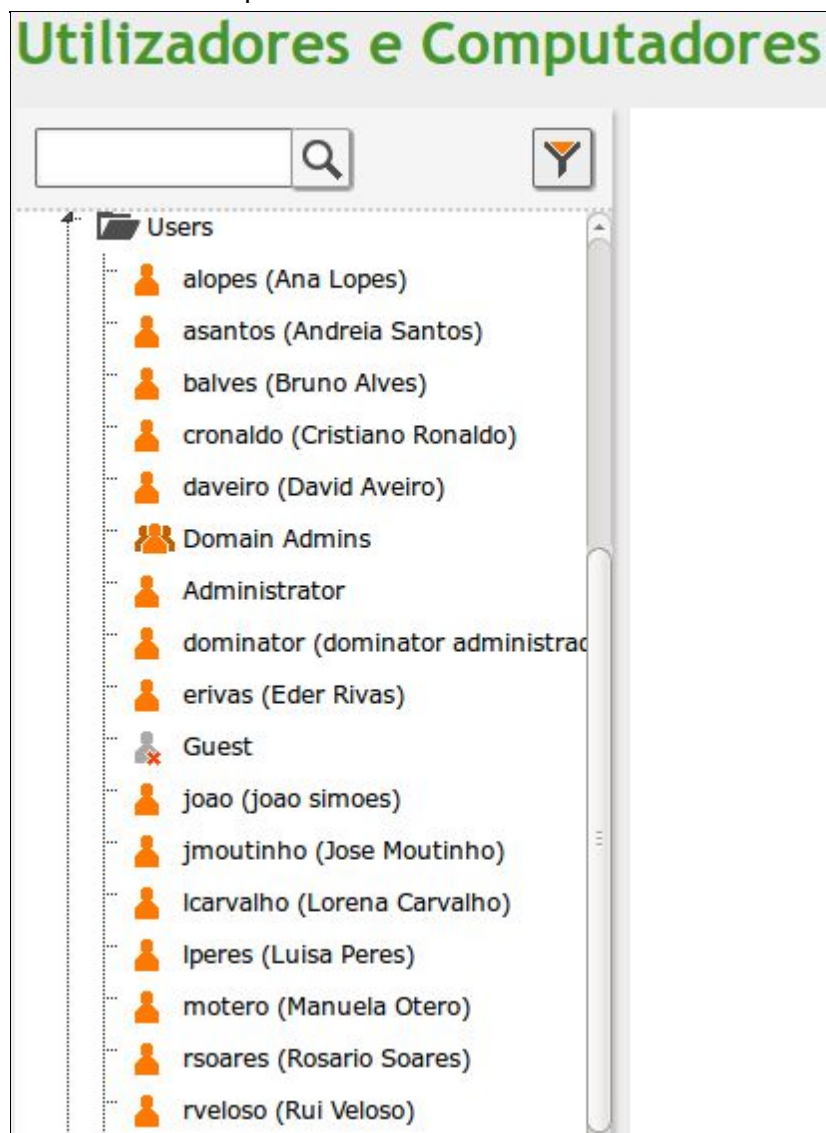 Utilizadores e Computadores
Users
alopes (Ana Lopes)
asantos (Andreia Santos)
balves (Bruno Alves)
cronaldo (Cristiano Ronaldo)
daveiro (David Aveiro)
Domain Admins
Administrator
dominator (dominator administrac
erivas (Eder Rivas)
Guest
joao (joao simoes)
jmoutinho (Jose Moutinho)
lcarvalho (Lorena Carvalho)
lperes (Luisa Peres)
motero (Manuela Otero)
rsoares (Rosario Soares)
rveloso (Rui Veloso)